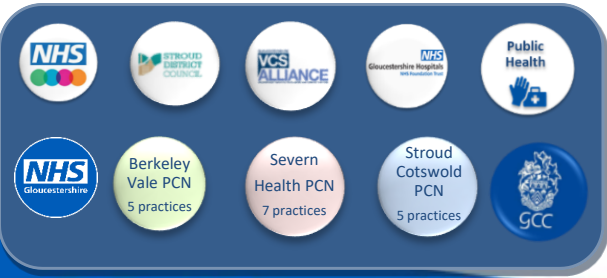 NHS
STROUD
DISTRICT
COUNCIL
VCS
ALLIANCE
NHS
Gloucestershire Hospitals
NHS Foundation Trust
Public
Health
NHS
Gloucestershire
Berkeley
Vale PCN
5 practices
Severn
Health PCN
7 practices
Stroud
Cotswold
PCN
5 practices
GCC